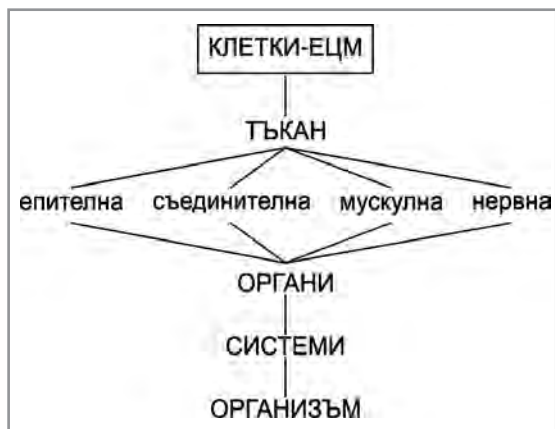 КЛЕТКИ-ЕЦМ
ТЪКАН
епителна съединителна мускулна нервна
ОРГАНИ
СИСТЕМИ
ОРГАНИЗЪМ